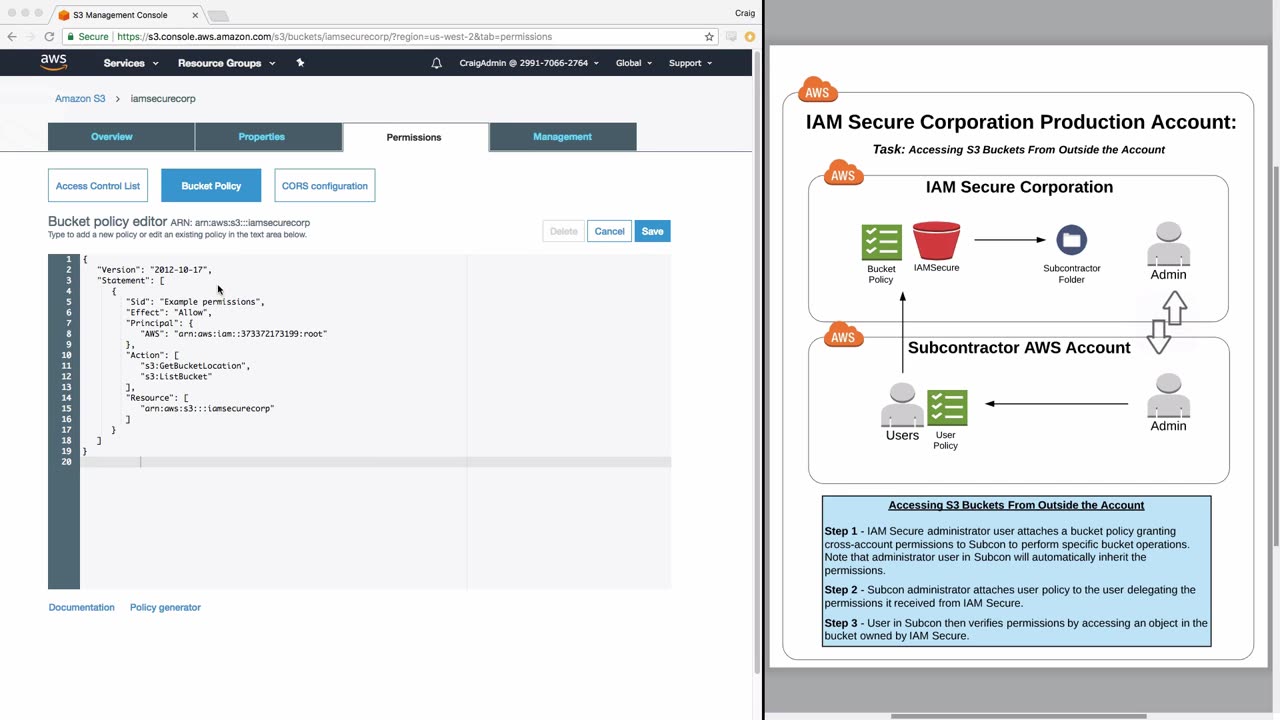 S3 Management Console
Craig
Secure | https://s3.console.aws.amazon.com/s3/buckets/iamsecurecorp/?region=us-west-2&tab=permissions
aws
Services
Resource Groups
CraigAdmin @ 2991-7066-2764
Global
Support
Amazon S3 > iamsecurecorp
Overview
Properties
Permissions
Management
Access Control List
Bucket Policy
CORS configuration
Bucket policy editor ARN: arn:aws:s3:::iamsecurecorp
Type to add a new policy or edit an existing policy in the text area below.
Delete
Cancel
Save
1 {
2 "Version": "2012-10-17",
3 "Statement": [
4 {
5 "Sid": "Example permissions",
6 "Effect": "Allow",
7 "Principal": {
8 "AWS": "arn:aws:iam::373372173199:root"
9 },
10 "Action": [
11 "s3:GetBucketLocation",
12 "s3:ListBucket"
13 ],
14 "Resource": [
15 "arn:aws:s3:::iamsecurecorp"
16 ]
17 }
18 ]
19 }
20
Documentation
Policy generator
AWS
IAM Secure Corporation Production Account:
Task: Accessing S3 Buckets From Outside the Account
AWS
IAM Secure Corporation
Bucket
Policy
IAMSecure
Subcontractor
Folder
Admin
AWS
Subcontractor AWS Account
Users
User
Policy
Admin
Accessing S3 Buckets From Outside the Account
Step 1 - IAM Secure administrator user attaches a bucket policy granting
cross-account permissions to Subcon to perform specific bucket operations.
Note that administrator user in Subcon will automatically inherit the
permissions.
Step 2 - Subcon administrator attaches user policy to the user delegating the
permissions it received from IAM Secure.
Step 3 - User in Subcon then verifies permissions by accessing an object in the
bucket owned by IAM Secure.